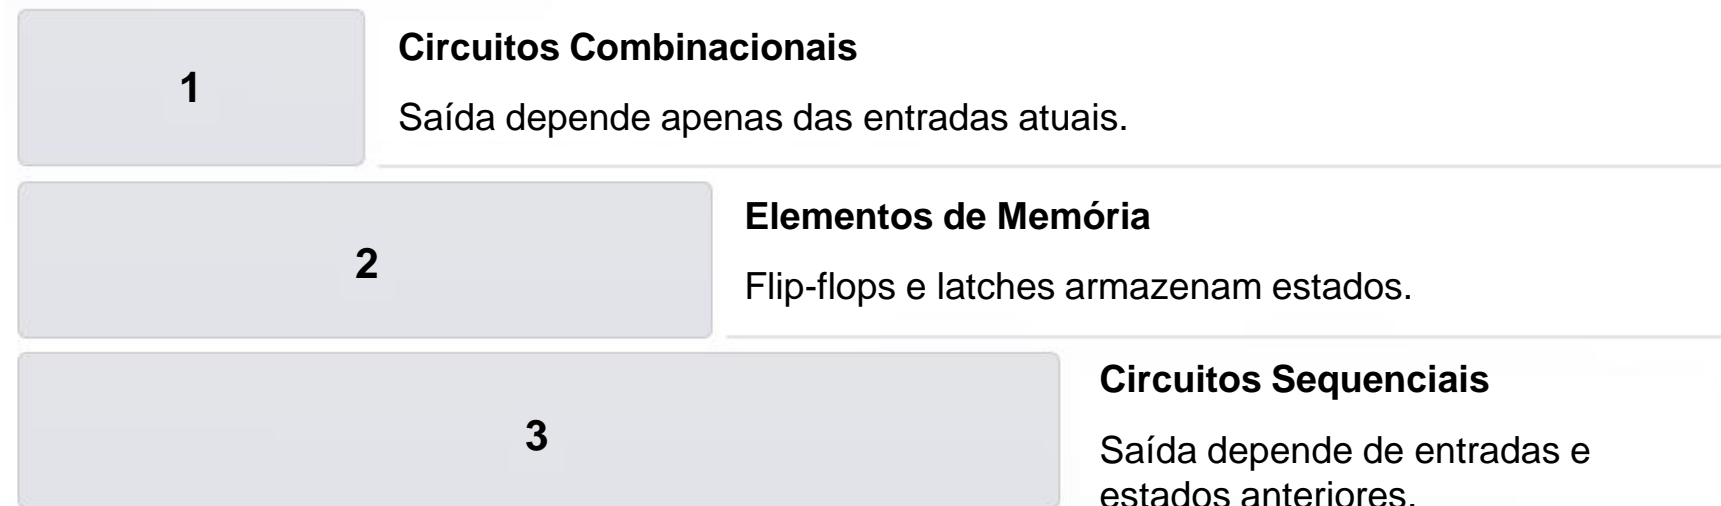 1
Circuitos Combinacionais
Saída depende apenas das entradas atuais.
2
Elementos de Memória
Flip-flops e latches armazenam estados.
3
Circuitos Sequenciais
Saída depende de entradas e
estados anteriores.